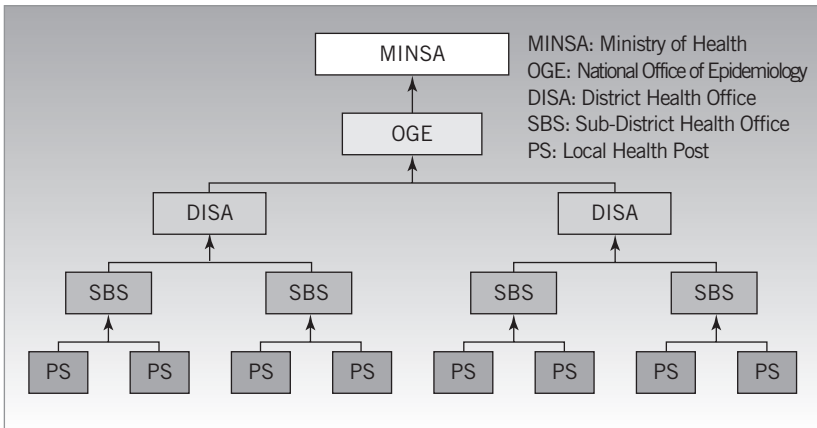 MINSA
MINSA: Ministry of Health
OGE: National Office of Epidemiology
DISA: District Health Office
SBS: Sub-District Health Office
PS: Local Health Post
OGE
DISA DISA
SBS SBS SBS SBS
PS PS PS PS PS PS PS PS